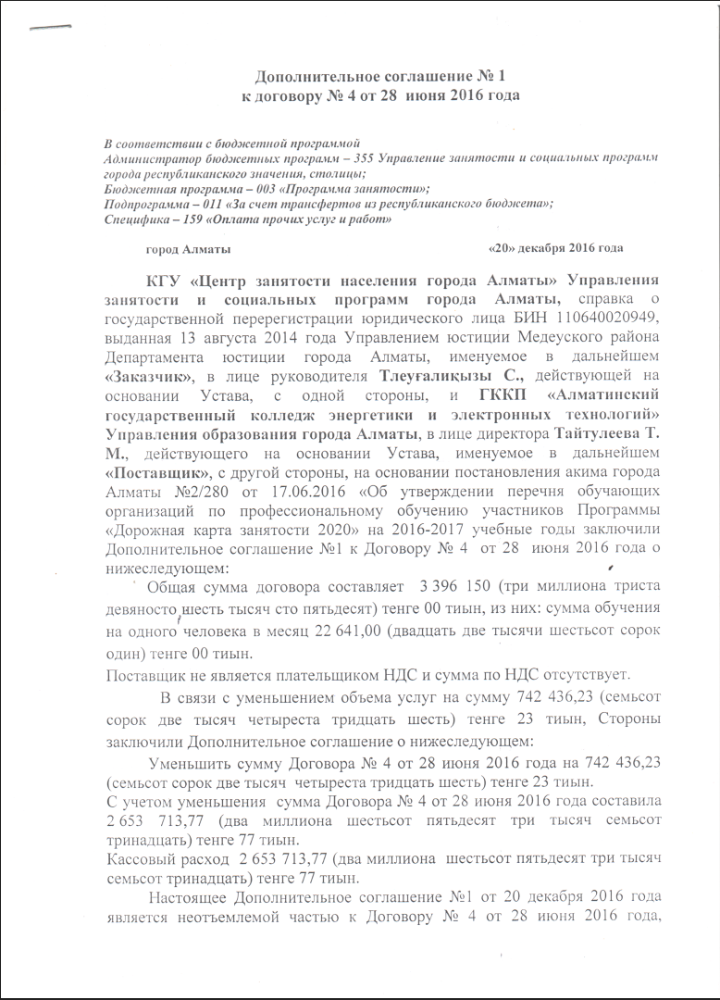 Дополнительное соглашение № 1
к договору № 4 от 28 июня 2016 года
В соответствии с бюджетной программой
Администратор бюджетных программ – 355 Управление занятости и социальных программ
города республиканского значения, столицы;
Бюджетная программа – 003 «Программа занятости»;
Подпрограмма – 011 «За счет трансфертов из республиканского бюджета»;
Специфика – 159 «Оплата прочих услуг и работ»
город Алматы «20» декабря 2016 года
КГУ «Центр занятости населения города Алматы» Управления
занятости и социальных программ города Алматы, справка о
государственной перерегистрации юридического лица БИН 110640020949,
выданная 13 августа 2014 года Управлением юстиции Медеуского района
Департамента юстиции города Алматы, именуемое в дальнейшем
«Заказчик», в лице руководителя Тлеуғалиқызы С., действующей на
основании Устава, с одной стороны, и ГККП «Алматинский
государственный колледж энергетики и электронных технологий»
Управления образования города Алматы, в лице директора Тайтулеева Т.
М., действующего на основании Устава, именуемое в дальнейшем
«Поставщик», с другой стороны, на основании постановления акима города
Алматы №2/280 от 17.06.2016 «Об утверждении перечня обучающих
организаций по профессиональному обучению участников Программы
«Дорожная карта занятости 2020» на 2016-2017 учебные годы заключили
Дополнительное соглашение №1 к Договору № 4 от 28 июня 2016 года о
нижеследующем:
Общая сумма договора составляет 3 396 150 (три миллиона триста
девяносто шесть тысяч сто пятьдесят) тенге 00 тиын, из них: сумма обучения
на одного человека в месяц 22 641,00 (двадцать две тысячи шестьсот сорок
один) тенге 00 тиын.
Поставщик не является плательщиком НДС и сумма по НДС отсутствует.
В связи с уменьшением объема услуг на сумму 742 436,23 (семьсот
сорок две тысяч четыреста тридцать шесть) тенге 23 тиын, Стороны
заключили Дополнительное соглашение о нижеследующем:
Уменьшить сумму Договора № 4 от 28 июня 2016 года на 742 436,23
(семьсот сорок две тысяч четыреста тридцать шесть) тенге 23 тиын.
С учетом уменьшения сумма Договора № 4 от 28 июня 2016 года составила
2 653 713,77 (два миллиона шестьсот пятьдесят три тысяч семьсот
тринадцать) тенге 77 тиын.
Кассовый расход 2 653 713,77 (два миллиона шестьсот пятьдесят три тысяч
семьсот тринадцать) тенге 77 тиын.
Настоящее Дополнительное соглашение №1 от 20 декабря 2016 года
является неотъемлемой частью к Договору № 4 от 28 июня 2016 года,